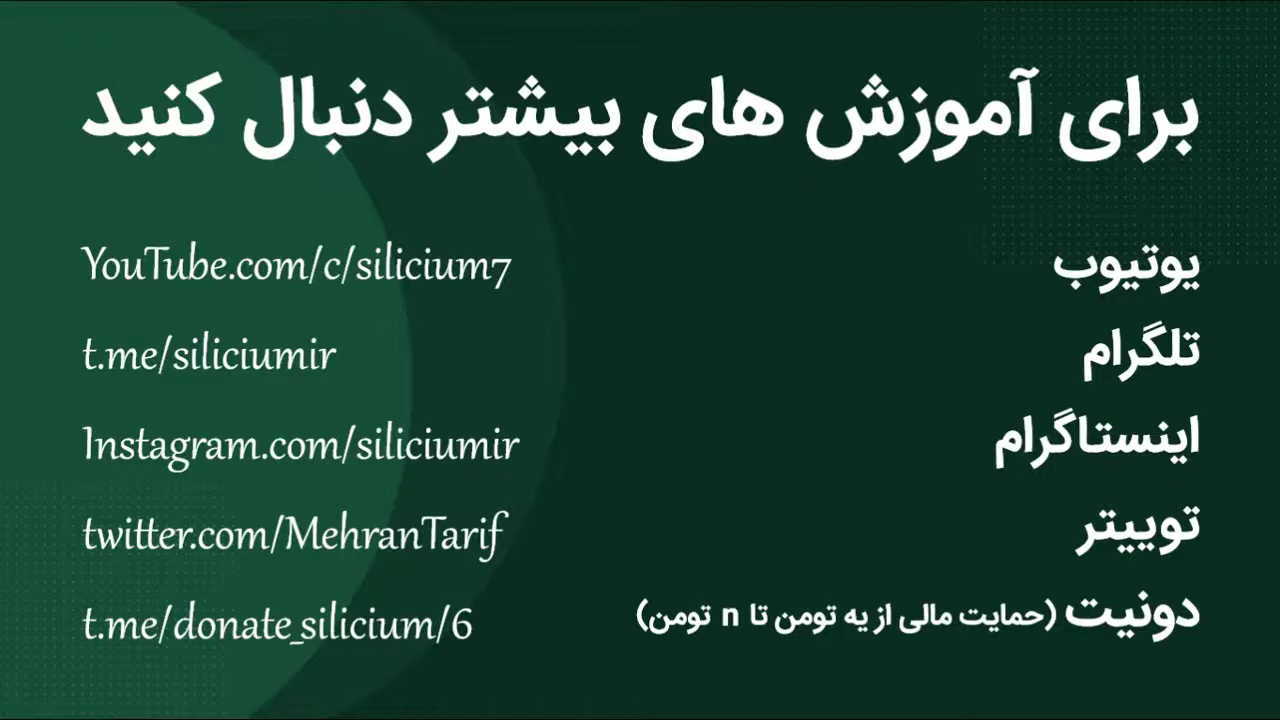 برای آموزش های بیشتر دنبال کنید
یوتیوب YouTube.com/c/silicium7
تلگرام t.me/siliciumir
اینستاگرام Instagram.com/siliciumir
توییتر twitter.com/MehranTarif
دونیت (حمایت مالی از یه تومن تا n تومن) t.me/donate_silicium/6